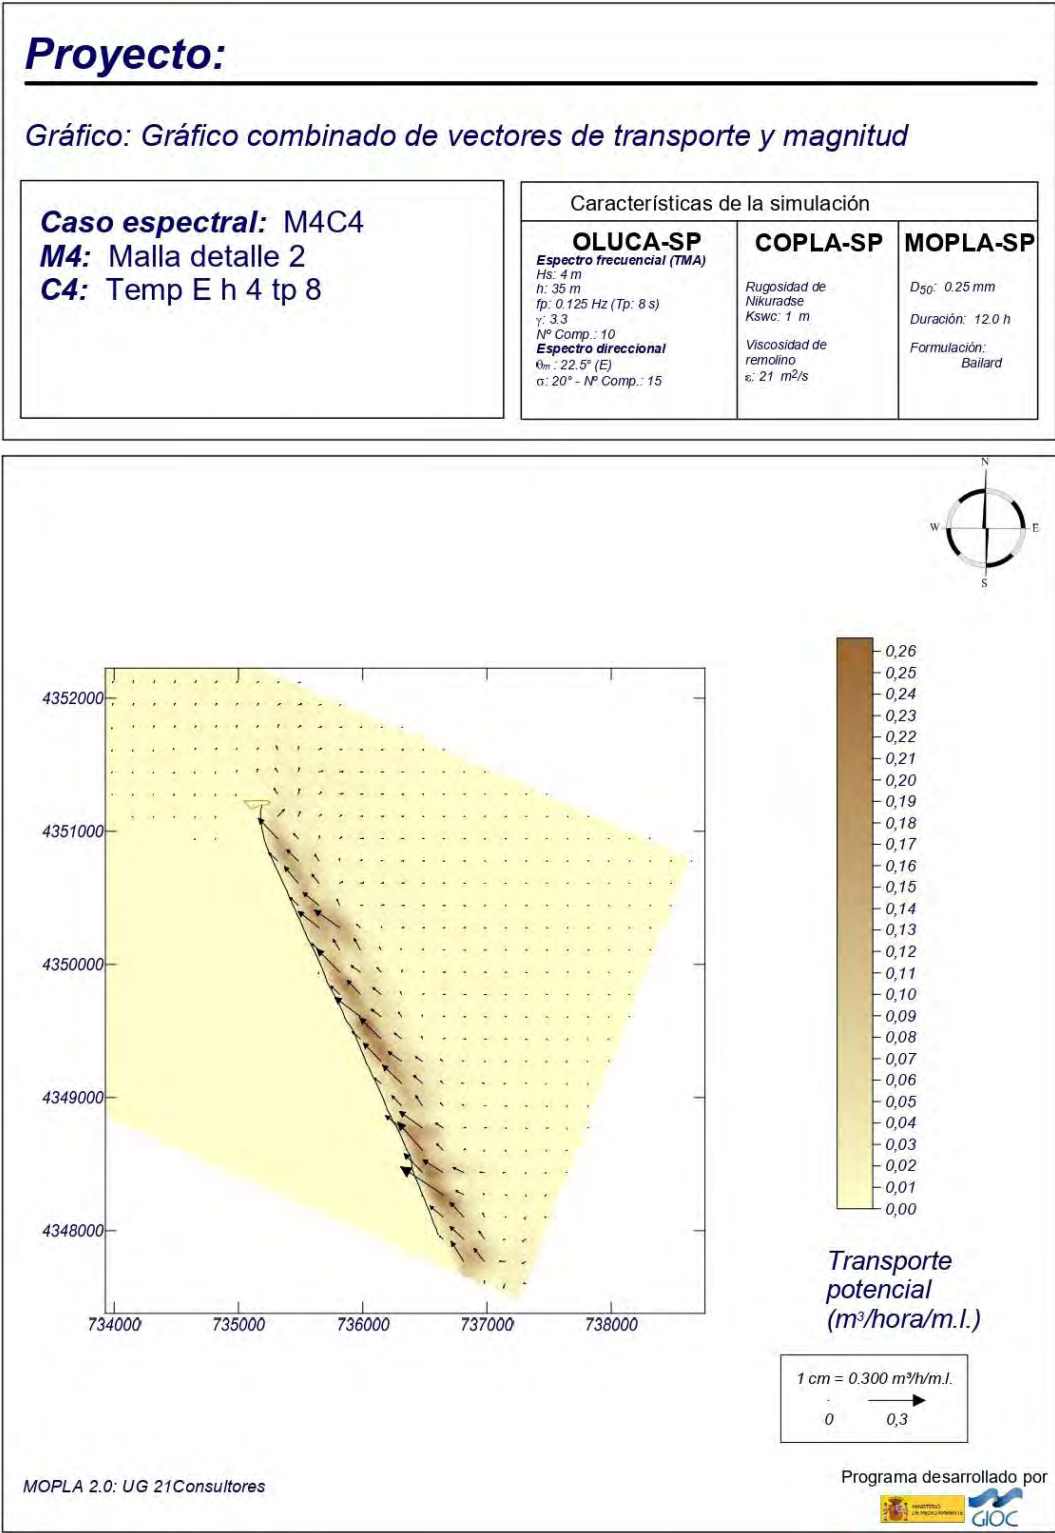 Proyecto:
Gráfico: Gráfico combinado de vectores de transporte y magnitud
Caso espectral: M4C4
M4: Malla detalle 2
C4: Temp E h 4 tp 8
Características de la simulación
OLUCA-SP
Espectro frecuencial (TMA)
Hs: 4 m
h: 35 m
fp: 0.125 Hz (Tp: 8 s)
γ: 3.3
Nº Comp.: 10
Espectro direccional
θm : 22.5° (E)
σ: 20° - Nº Comp.: 15
COPLA-SP
Rugosidad de
Nikuradse
Kswc: 1 m
Viscosidad de
remolino
ε: 21 m²/s
MOPLA-SP
D50: 0.25 mm
Duración: 12.0 h
Formulación:
Bailard
N
W
E
S
4352000
4351000
4350000
4349000
4348000
734000
735000
736000
737000
738000
0,26
0,25
0,24
0,23
0,22
0,21
0,20
0,19
0,18
0,17
0,16
0,15
0,14
0,13
0,12
0,11
0,10
0,09
0,08
0,07
0,06
0,05
0,04
0,03
0,02
0,01
0,00
Transporte
potencial
(m³/hora/m.l.)
1 cm = 0.300 m³/h/m.l.
0
0,3
MOPLA 2.0: UG 21Consultores
Programa desarrollado por
MINISTERIO
DE MEDIO AMBIENTE
GIOC